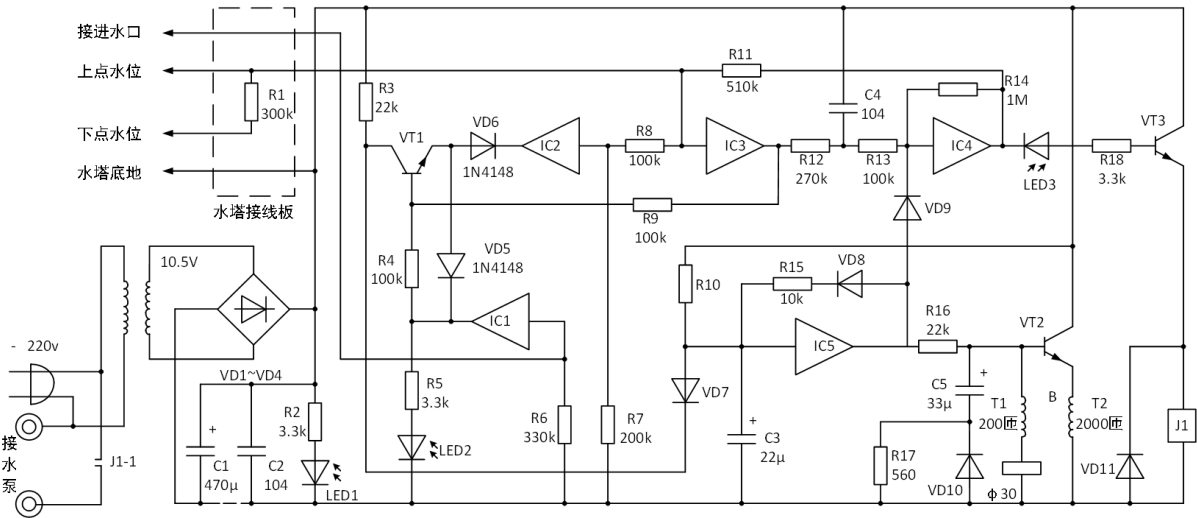 接进水口
上点水位
下点水位
水塔底地
水塔接线板
R1
300k
R3
22k
VT1
VD6
1N4148
IC2
R8
100k
R11
510k
IC3
R12
270k
C4
104
R13
100k
IC4
R14
1M
LED3
R18
3.3k
VT3
R9
100k
VD9
10.5V
R4
100k
VD5
1N4148
IC1
R10
R15
10k
VD8
IC5
R16
22k
VT2
- 220v
VD1~VD4
R2
3.3k
R5
3.3k
LED2
R6
330k
R7
200k
VD7
C3
22μ
+
C5
33μ
+
T1
200匝
B
T2
2000匝
J1
接水泵
J1-1
C1
470μ
+
C2
104
LED1
R17
560
VD10
ф30
VD11